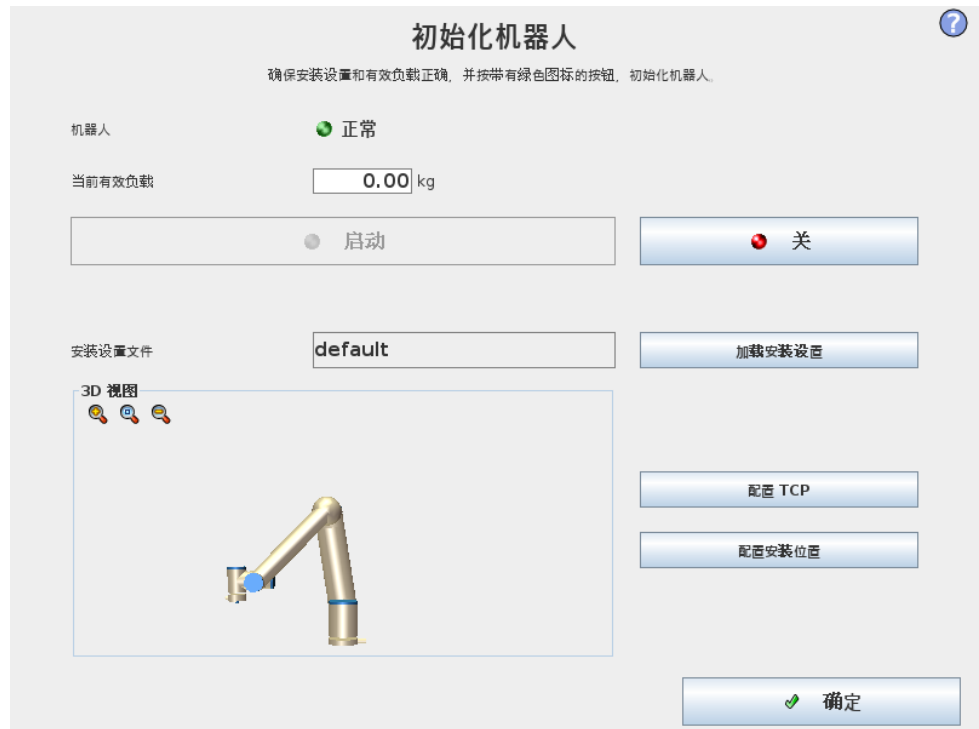 初始化机器人
?
确保安装设置和有效负载正确，并按带有绿色图标的按钮，初始化机器人。
机器人 正常
当前有效负载 0.00 kg
启动 关
安装设置文件 default 加载安装设置
3D 视图
配置 TCP
配置安装位置
确定